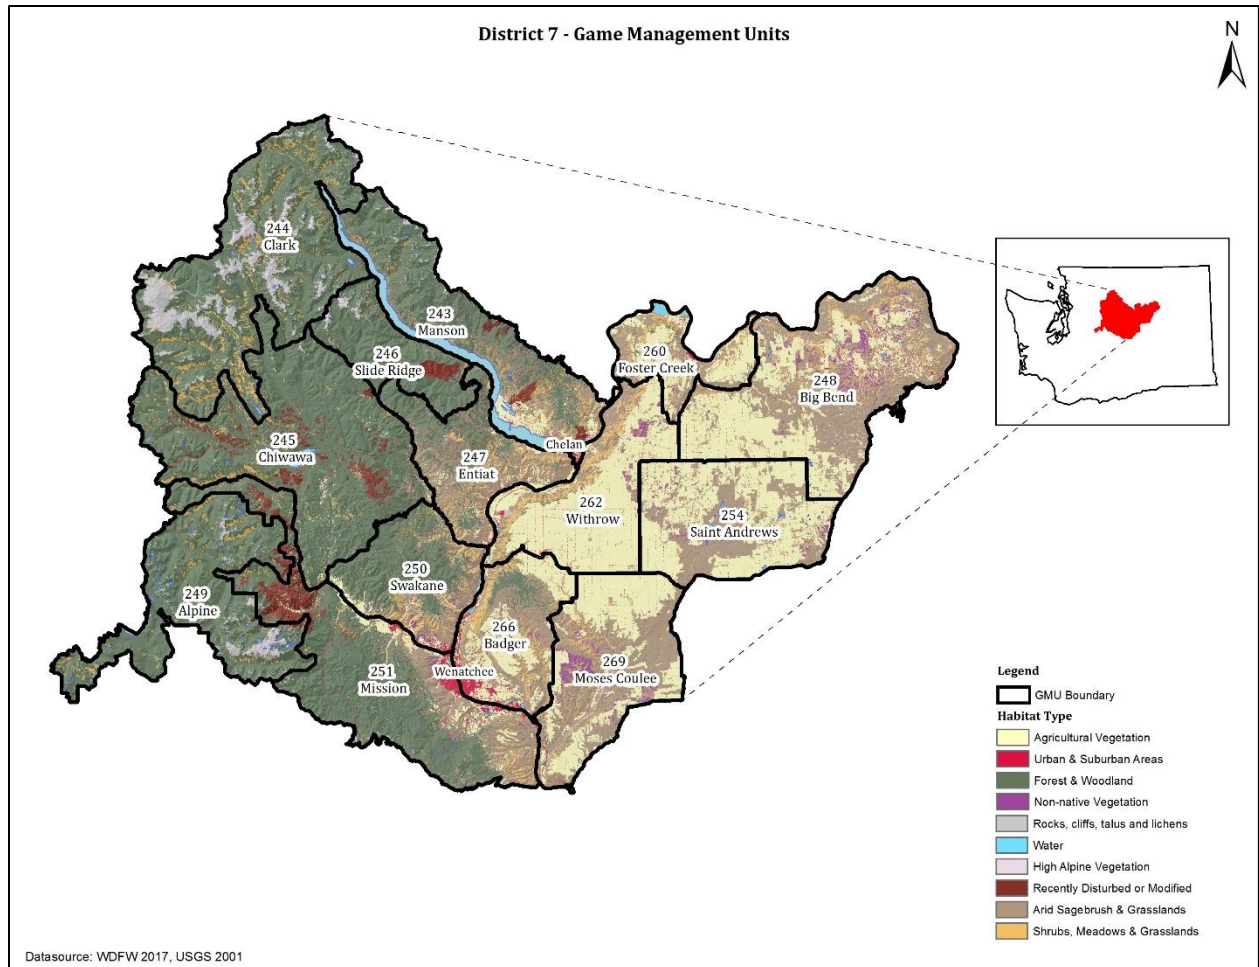 District 7 - Game Management Units
N
244
Clark
243
Manson
246
Slide Ridge
260
Foster Creek
248
Big Bend
245
Chiwawa
Chelan
247
Entiat
262
Withrow
254
Saint Andrews
250
Swakane
249
Alpine
266
Badger
251
Mission
Wenatchee
269
Moses Coulee
Legend
GMU Boundary
Habitat Type
Agricultural Vegetation
Urban & Suburban Areas
Forest & Woodland
Non-native Vegetation
Rocks, cliffs, talus and lichens
Water
High Alpine Vegetation
Recently Disturbed or Modified
Arid Sagebrush & Grasslands
Shrubs, Meadows & Grasslands
Datasource: WDFW 2017, USGS 2001